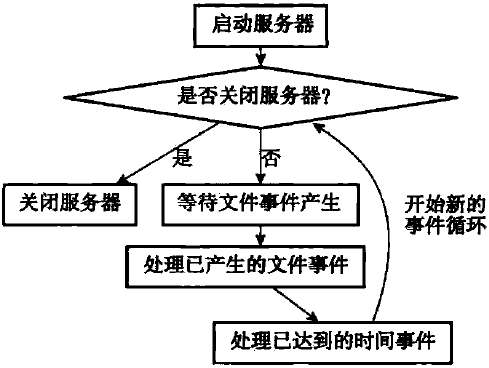 启动服务器
是否关闭服务器?
是
否
关闭服务器
等待文件事件产生
开始新的
事件循环
处理已产生的文件事件
处理已达到的时间事件